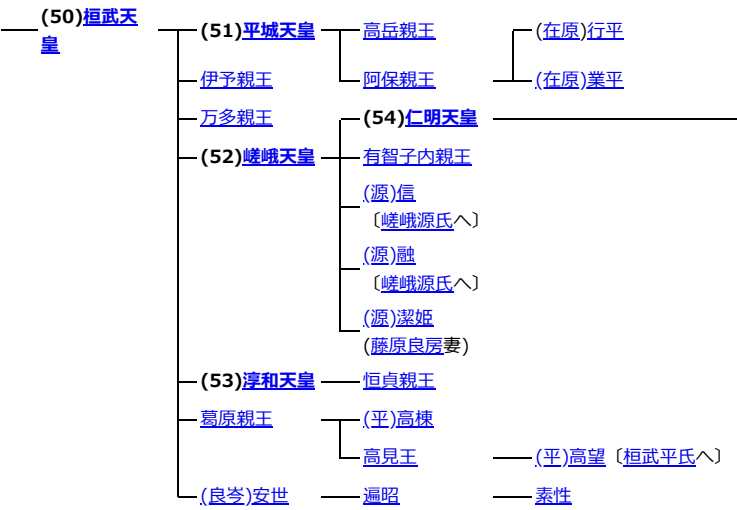 (50)桓武天
皇
(51)平城天皇
高岳親王
(在原)行平
伊予親王
阿保親王
(在原)業平
万多親王
(54)仁明天皇
(52)嵯峨天皇
有智子内親王
(源)信
〔嵯峨源氏へ〕
(源)融
〔嵯峨源氏へ〕
(源)潔姫
(藤原良房妻)
(53)淳和天皇
恒貞親王
葛原親王
(平)高棟
高見王
(平)高望〔桓武平氏へ〕
(良岑)安世
遍昭
素性